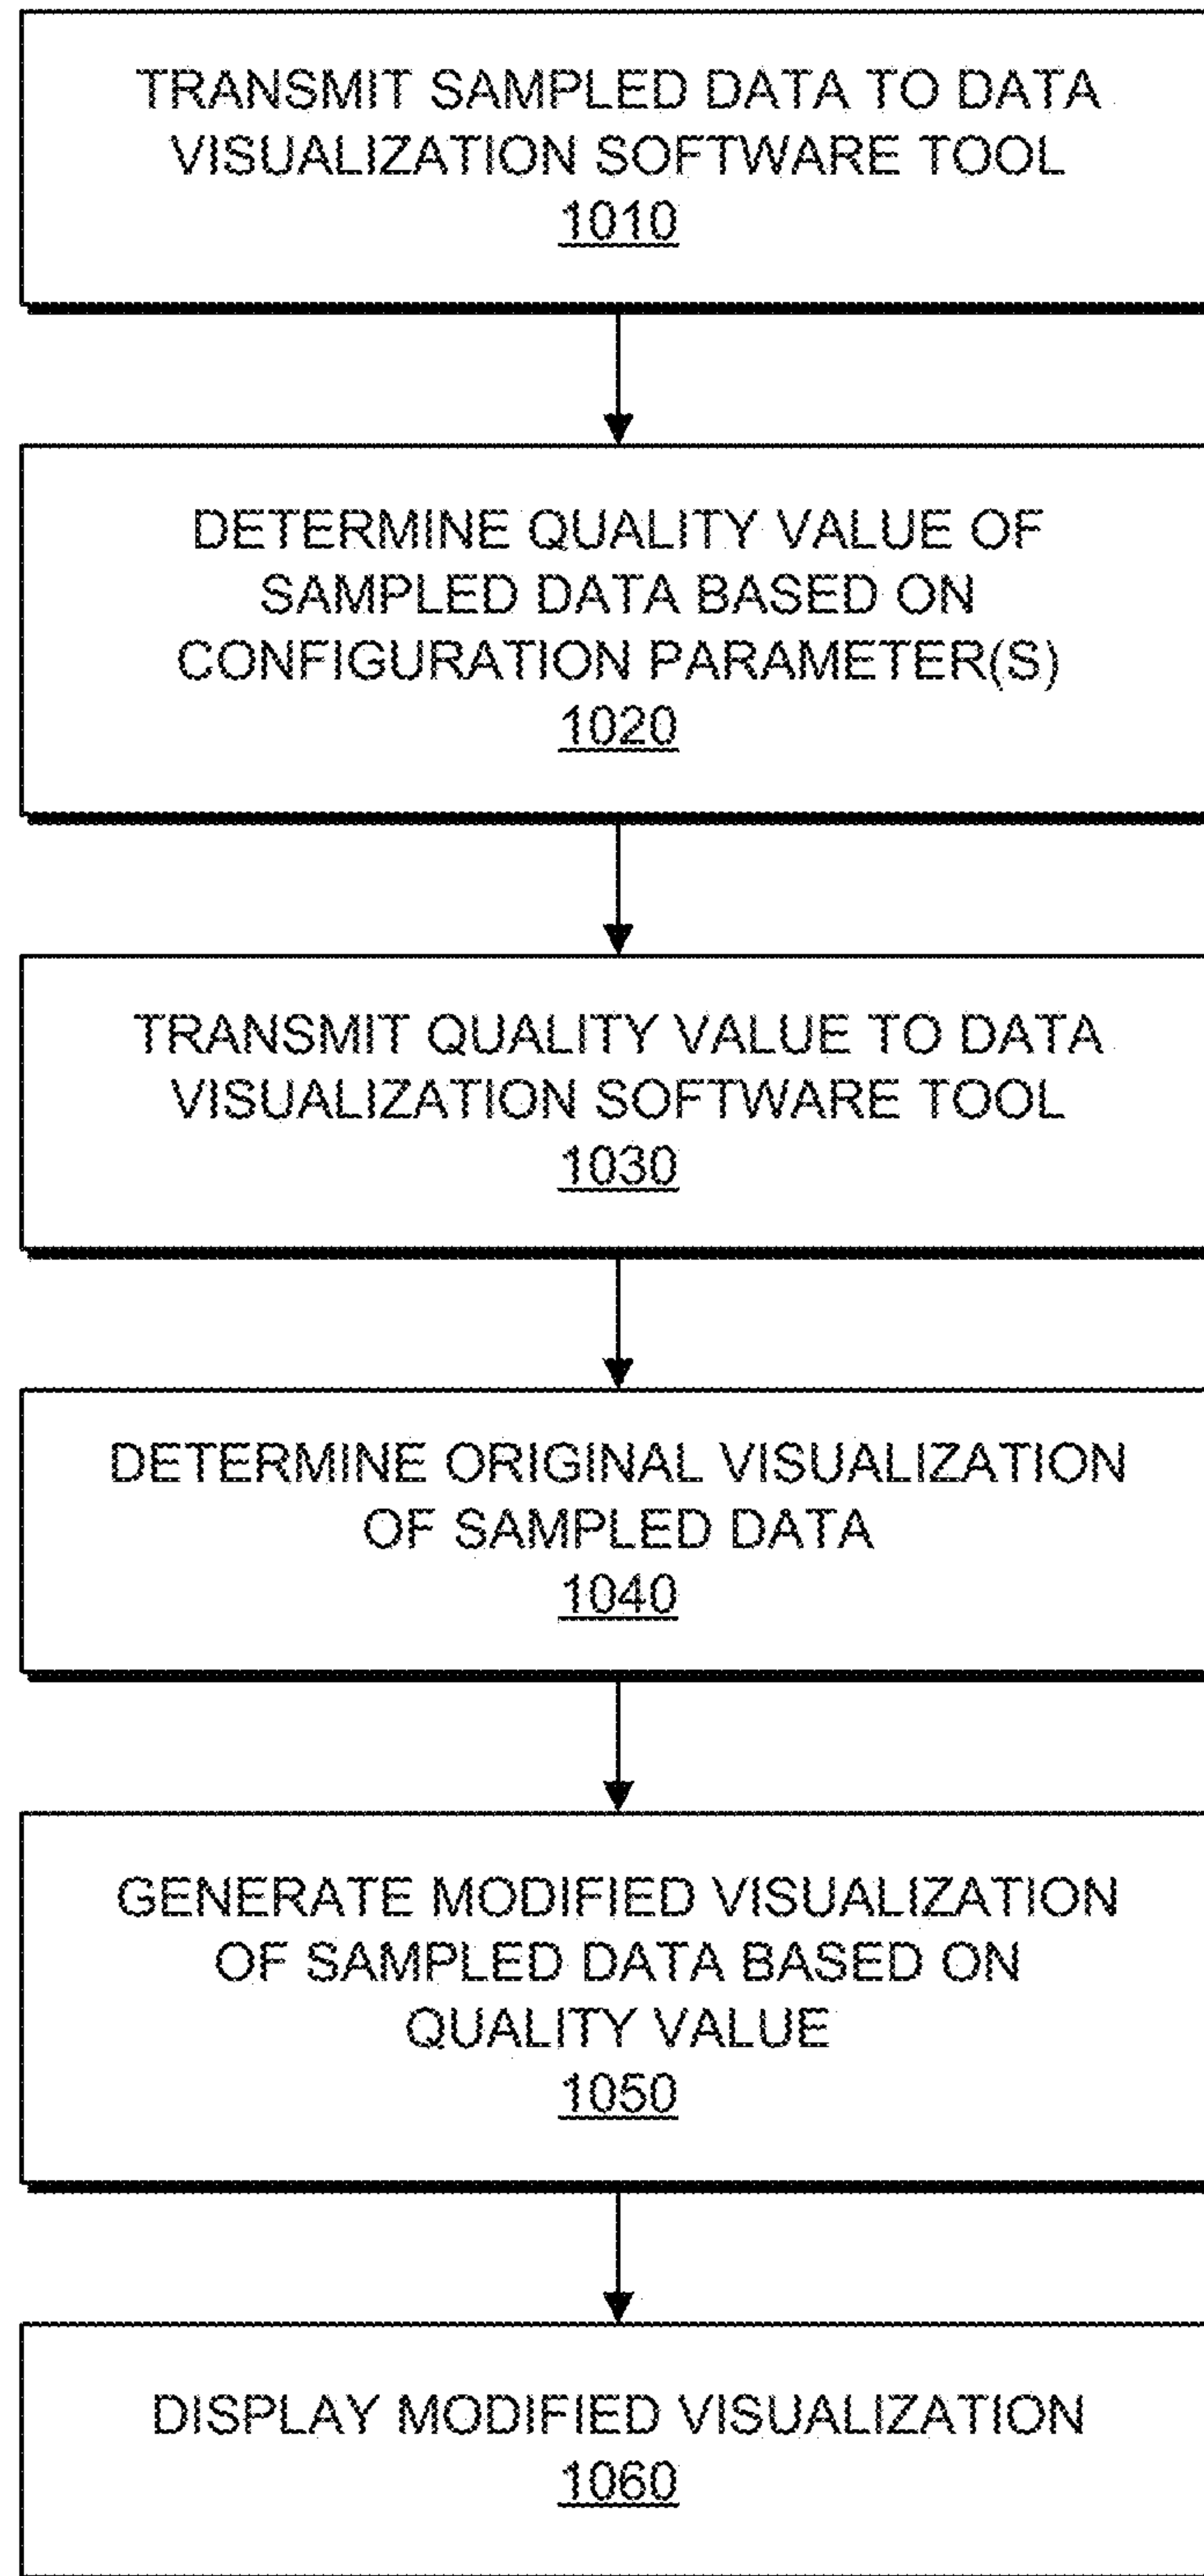 TRANSMIT SAMPLED DATA TO DATA
VISUALIZATION SOFTWARE TOOL
1010
DETERMINE QUALITY VALUE OF
SAMPLED DATA BASED ON
CONFIGURATION PARAMETER(S)
1020
TRANSMIT QUALITY VALUE TO DATA
VISUALIZATION SOFTWARE TOOL
1030
DETERMINE ORIGINAL VISUALIZATION
OF SAMPLED DATA
1040
GENERATE MODIFIED VISUALIZATION
OF SAMPLED DATA BASED ON
QUALITY VALUE
1050
DISPLAY MODIFIED VISUALIZATION
1060